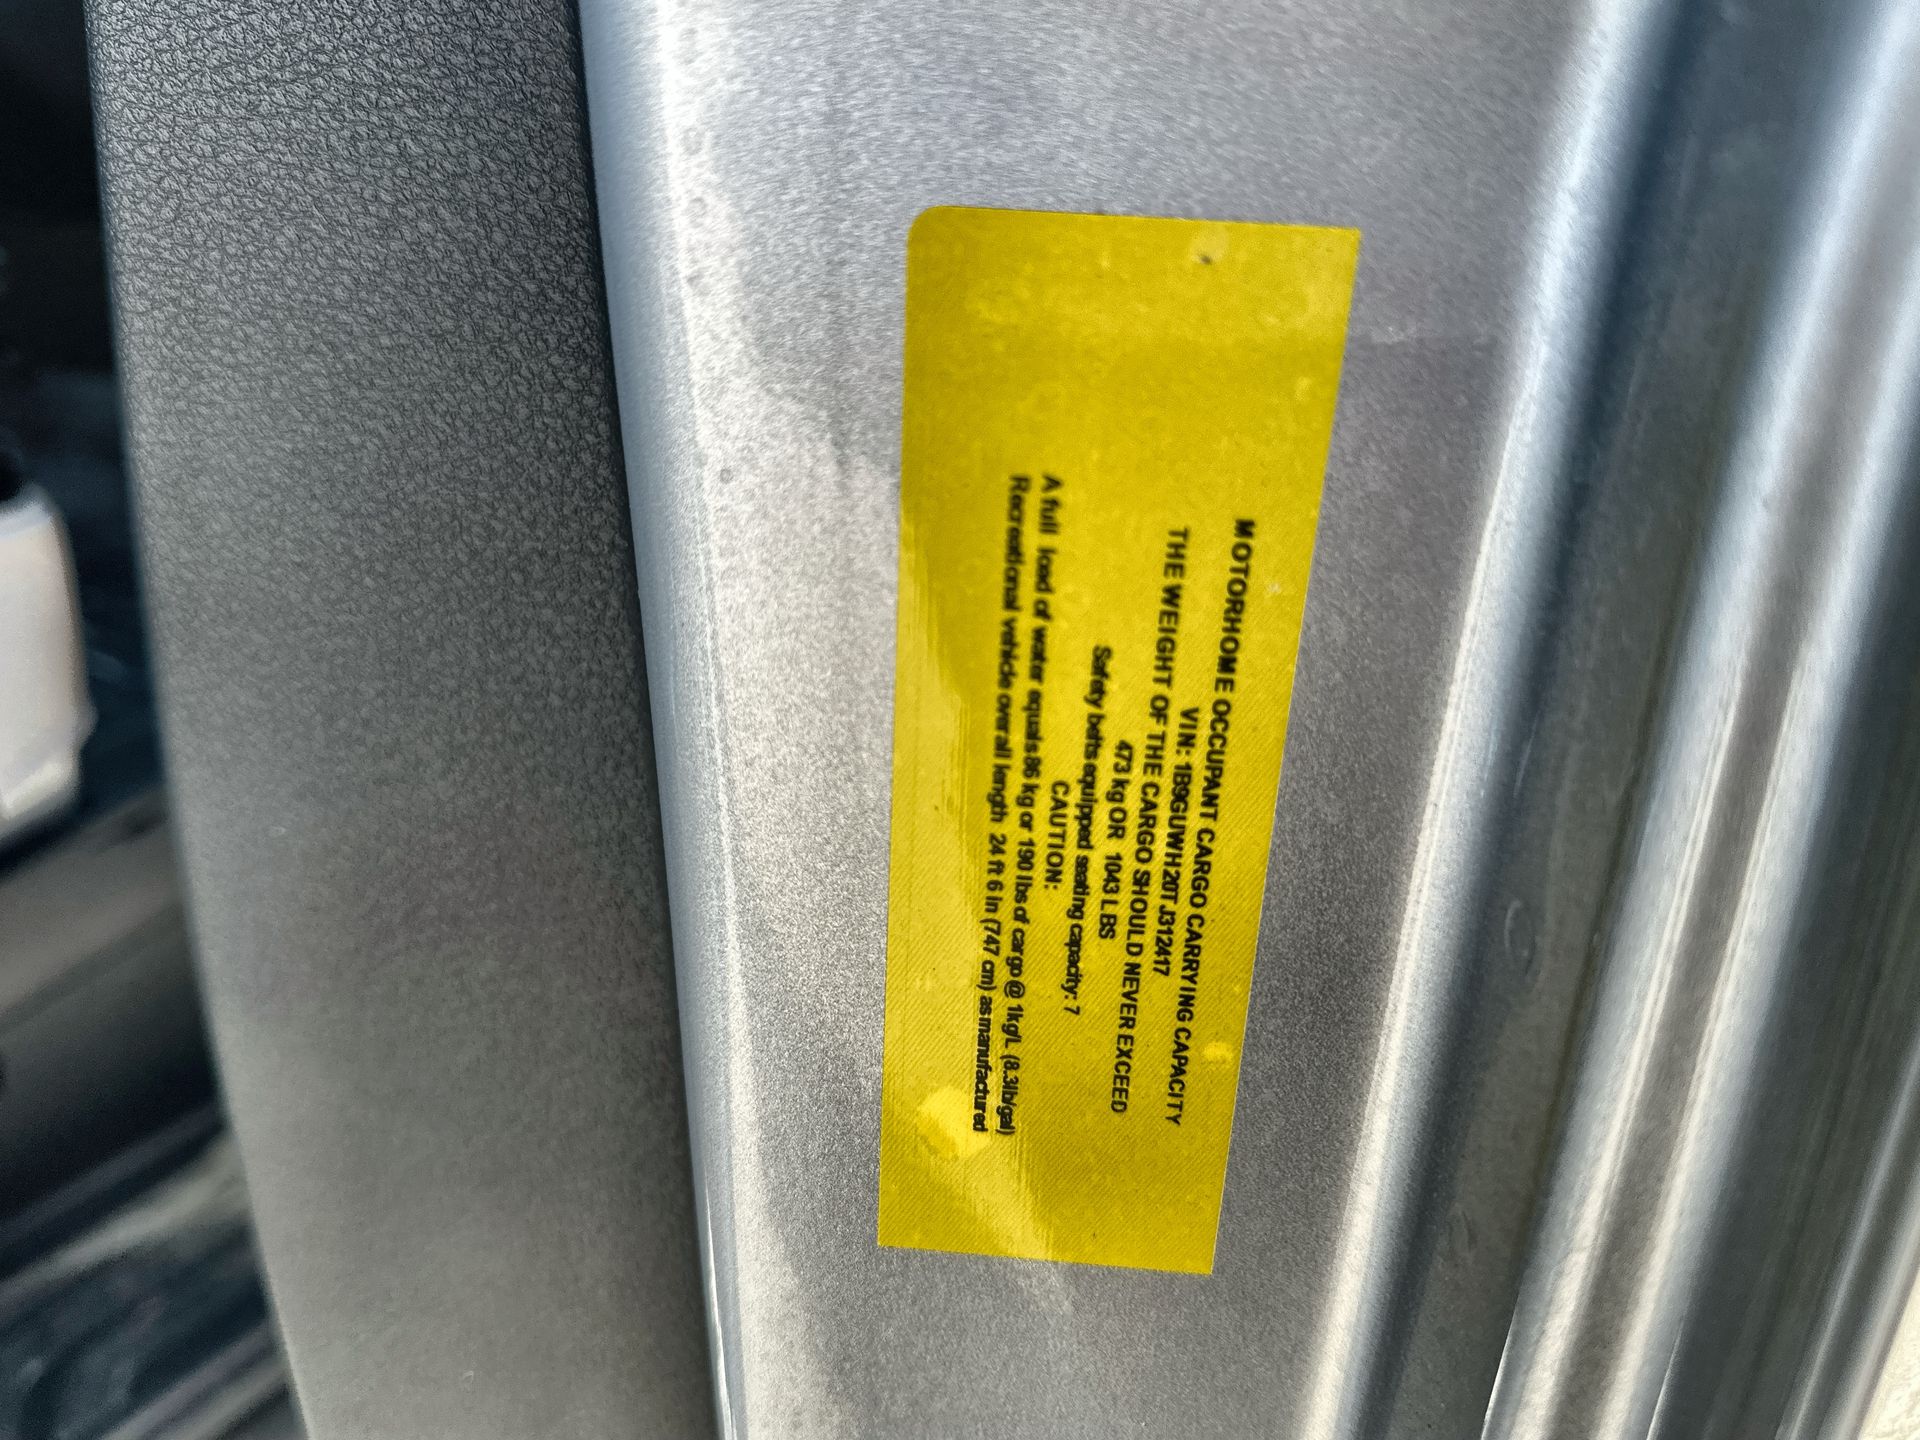 MOTORHOME OCCUPANT CARGO CARRYING CAPACITY
VIN: 1B9GUWH20TJ312417
THE WEIGHT OF THE CARGO SHOULD NEVER EXCEED
473 kg OR 1043 LBS
Safety belts equipped seating capacity: 7
CAUTION:
A full load of water equals 86 kg or 190 lbs of cargo @ 1kg/L (8.3lb/gal)
Recreational vehicle overall length 24 ft 6 in (747 cm) as manufactured